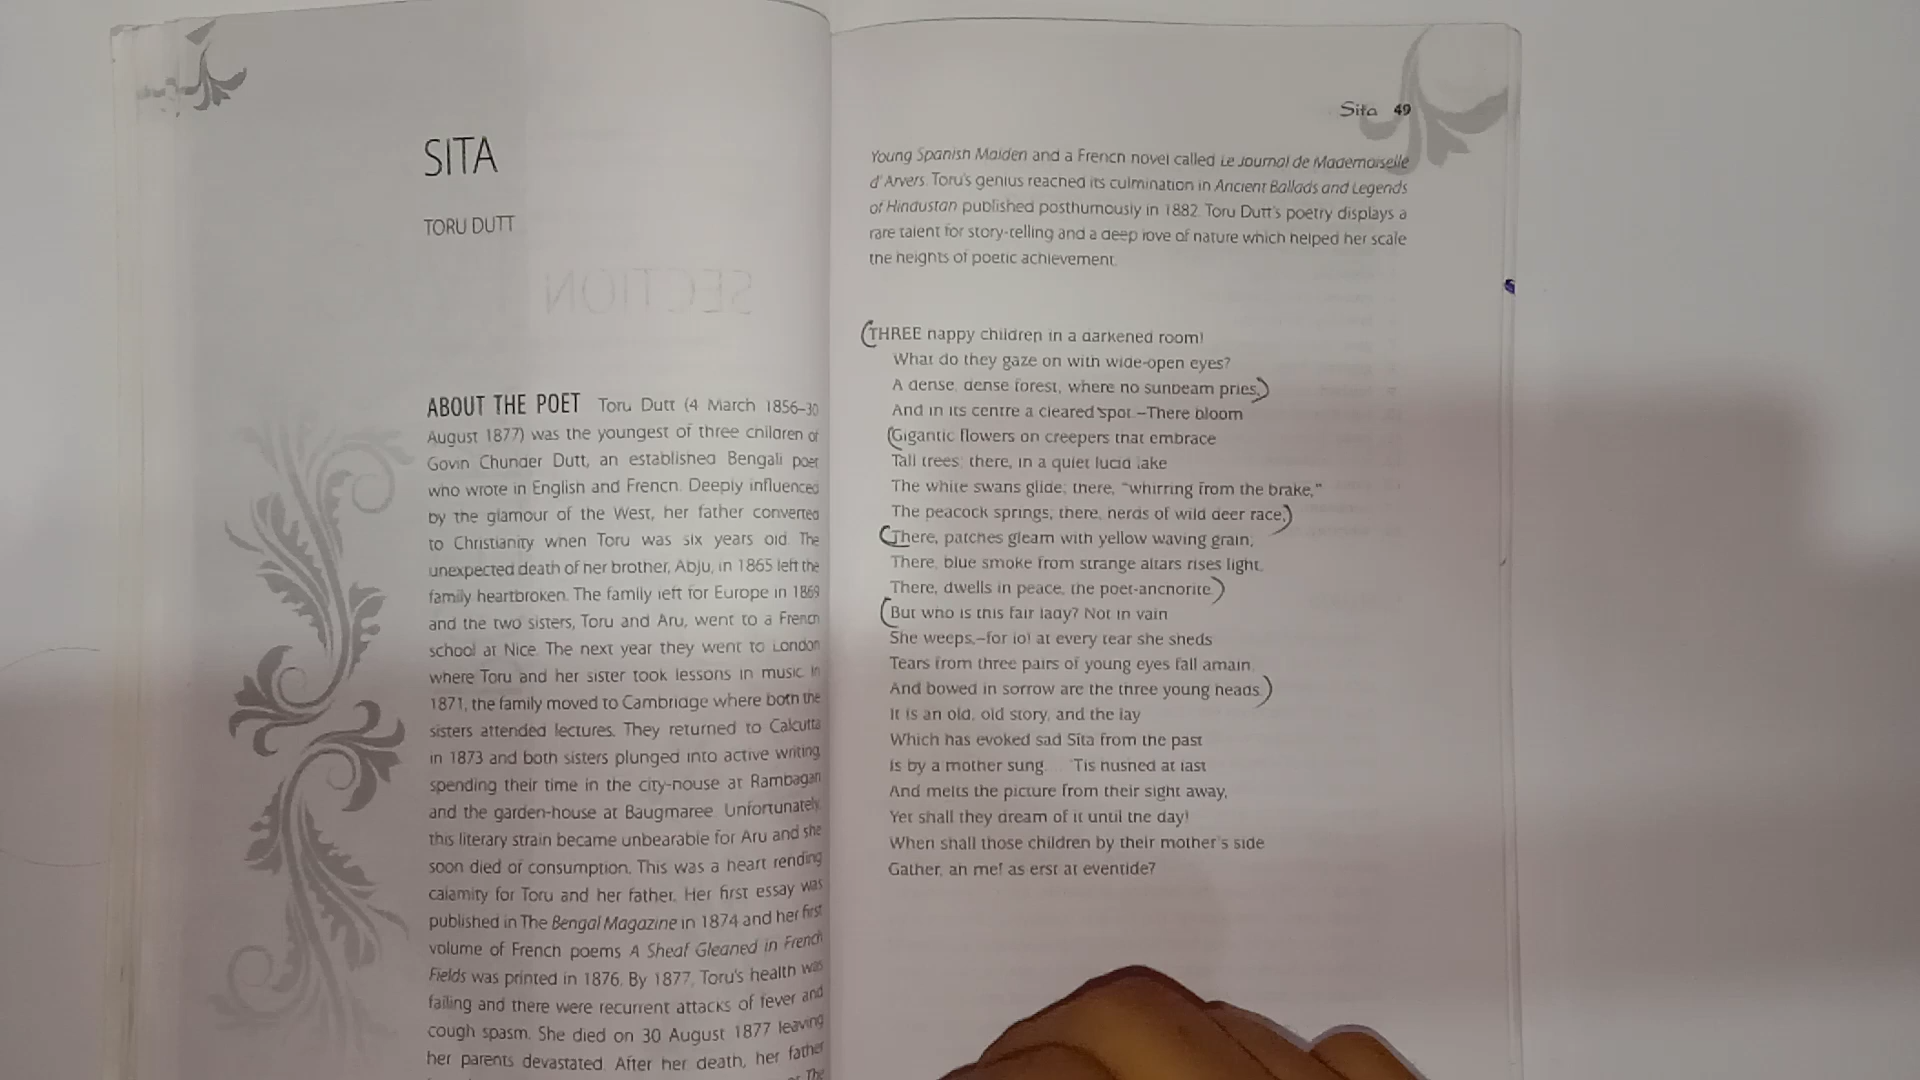 SITA
TORU DUTT
ABOUT THE POET Toru Dutt (4 March 1856–30
August 1877) was the youngest of three children of
Govin Chunder Dutt, an established Bengali poet
who wrote in English and French. Deeply influenced
by the glamour of the West, her father converted
to Christianity when Toru was six years old. The
unexpected death of her brother, Abju, in 1865 left the
family heartbroken. The family left for Europe in 1869
and the two sisters, Toru and Aru, went to a French
school at Nice. The next year they went to London
where Toru and her sister took lessons in music. In
1871, the family moved to Cambridge where both the
sisters attended lectures. They returned to Calcutta
in 1873 and both sisters plunged into active writing
spending their time in the city-house at Rambagan
and the garden-house at Baugmaree. Unfortunately
this literary strain became unbearable for Aru and she
soon died of consumption. This was a heart rending
calamity for Toru and her father. Her first essay was
published in The Bengal Magazine in 1874 and her first
volume of French poems A Sheaf Gleaned in French
Fields was printed in 1876. By 1877, Toru's health was
failing and there were recurrent attacks of fever and
cough spasm. She died on 30 August 1877 leaving
her parents devastated. After her death, her father
The
Sita 49
Young Spanish Maiden and a French novel called Le Journal de Mademoiselle
d'Arvers. Toru's genius reached its culmination in Ancient Ballads and Legends
of Hindustan published posthumously in 1882. Toru Dutt's poetry displays a
rare talent for story-telling and a deep love of nature which helped her scale
the heights of poetic achievement.
THREE happy children in a darkened room!
What do they gaze on with wide-open eyes?
A dense, dense forest, where no sunbeam pries,
And in its centre a cleared spot.–There bloom
Gigantic flowers on creepers that embrace
Tall trees; there, in a quiet lucid lake
The white swans glide; there, "whirring from the brake,"
The peacock springs; there, herds of wild deer race;
There, patches gleam with yellow waving grain;
There, blue smoke from strange altars rises light,
There, dwells in peace, the poet-anchorite.
But who is this fair lady? Not in vain
She weeps,–for lo! at every tear she sheds
Tears from three pairs of young eyes fall amain,
And bowed in sorrow are the three young heads.
It is an old, old story, and the lay
Which has evoked sad Sita from the past
Is by a mother sung.... 'Tis hushed at last
And melts the picture from their sight away,
Yet shall they dream of it until the day!
When shall those children by their mother's side
Gather, ah me! as erst at eventide?
SECTION